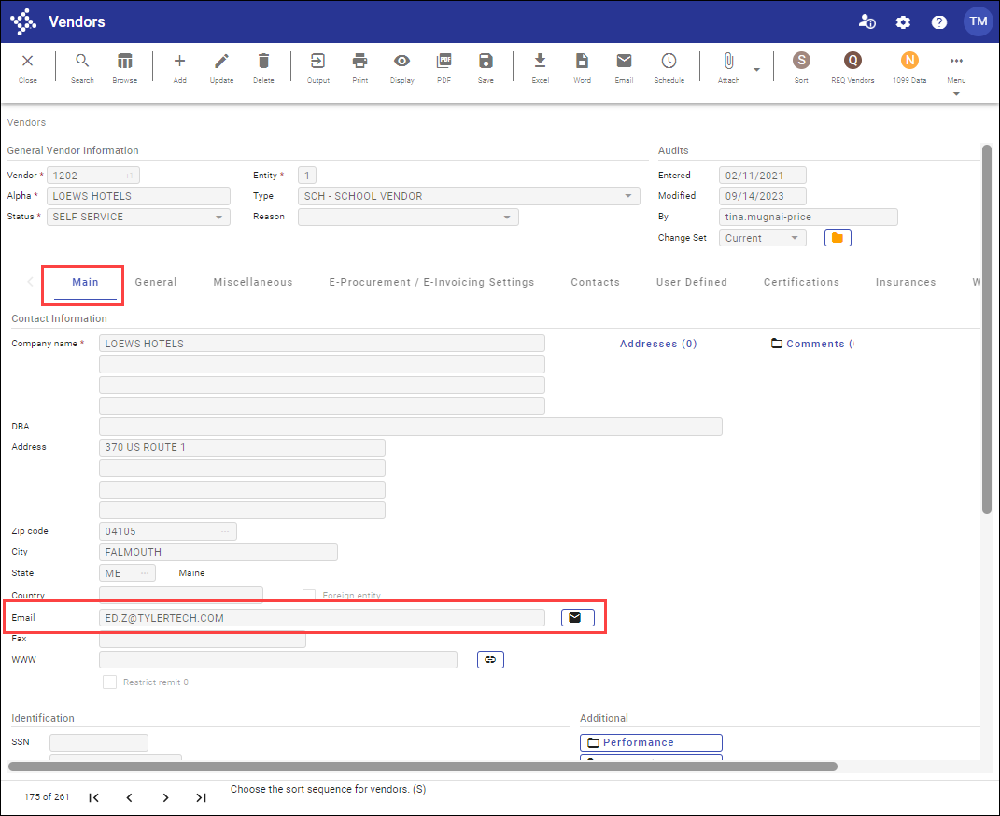 Vendors
TM
Close Search Browse Add Update Delete Output Print Display PDF Save Excel Word Email Schedule Attach Sort REQ Vendors 1099 Data Menu
PDF S Q N
Vendors
General Vendor Information
Audits
Vendor * 1202 +1 Entity * 1 Entered 02/11/2021
Alpha * LOEWS HOTELS Type SCH - SCHOOL VENDOR Modified 09/14/2023
Status * SELF SERVICE Reason By tina.mugnai-price
Change Set Current
Main General Miscellaneous E-Procurement / E-Invoicing Settings Contacts User Defined Certifications Insurances W
Contact Information
Company name * LOEWS HOTELS Addresses (0) Comments (
DBA
Address 370 US ROUTE 1
Zip code 04105 ...
City FALMOUTH
State ME ... Maine
Country Foreign entity
Email ED.Z@TYLERTECH.COM
Fax
WWW
Restrict remit 0
Identification Additional
SSN Performance
175 of 261 Choose the sort sequence for vendors. (S)